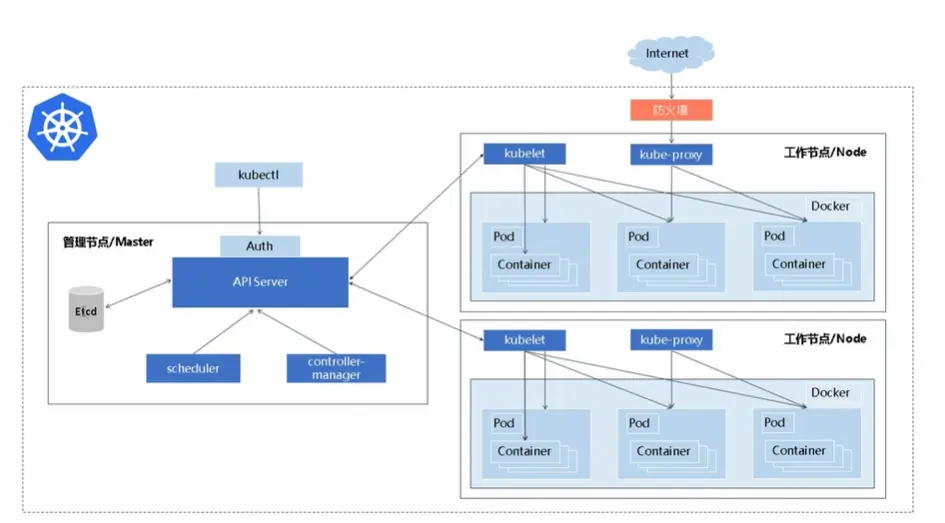 Internet
防火墙
kubelet
kube-proxy
工作节点/Node
kubectl
Docker
管理节点/Master
Auth
Pod
Pod
Pod
Container
Container
Container
API Server
Etcd
kubelet
kube-proxy
工作节点/Node
scheduler
controller-
manager
Docker
Pod
Pod
Pod
Container
Container
Container